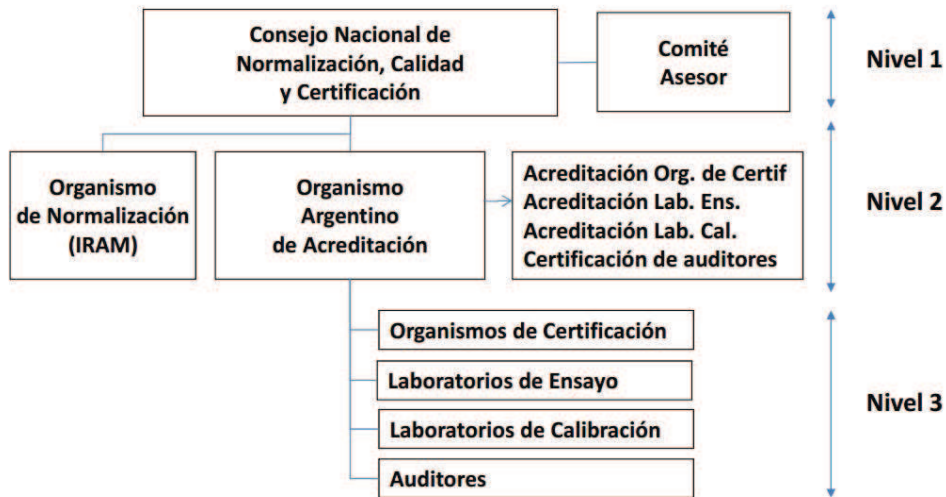 Consejo Nacional de
Normalización, Calidad
y Certificación
Comité
Asesor
Nivel 1
Organismo
de Normalización
(IRAM)
Organismo
Argentino
de Acreditación
Acreditación Org. de Certif
Acreditación Lab. Ens.
Acreditación Lab. Cal.
Certificación de auditores
Nivel 2
Organismos de Certificación
Laboratorios de Ensayo
Laboratorios de Calibración
Auditores
Nivel 3